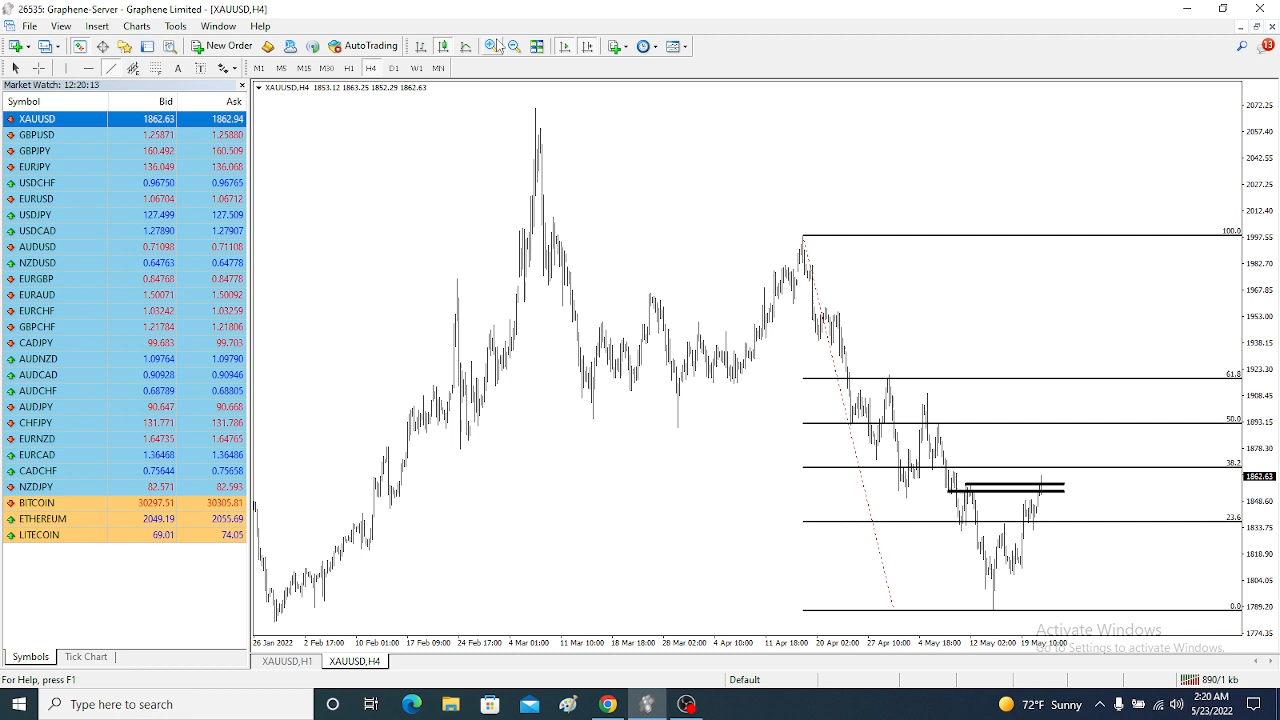 26535: Graphene-Server - Graphene Limited - [XAUUSD,H4]
File View Insert Charts Tools Window Help
New Order AutoTrading 13
A T M1 M5 M15 M30 H1 H4 D1 W1 MN
Market Watch: 12:20:13
Symbol Bid Ask
XAUUSD 1862.63 1862.94
GBPUSD 1.25871 1.25880
GBPJPY 160.492 160.509
EURJPY 136.049 136.068
USDCHF 0.96750 0.96765
EURUSD 1.06704 1.06712
USDJPY 127.499 127.509
USDCAD 1.27890 1.27907
AUDUSD 0.71098 0.71108
NZDUSD 0.64763 0.64778
EURGBP 0.84768 0.84778
EURAUD 1.50071 1.50092
EURCHF 1.03242 1.03259
GBPCHF 1.21784 1.21806
CADJPY 99.683 99.703
AUDNZD 1.09764 1.09790
AUDCAD 0.90928 0.90946
AUDCHF 0.68789 0.68805
AUDJPY 90.647 90.668
CHFJPY 131.771 131.786
EURNZD 1.64735 1.64765
EURCAD 1.36468 1.36486
CADCHF 0.75644 0.75658
NZDJPY 82.571 82.593
BITCOIN 30297.51 30305.81
ETHEREUM 2049.19 2055.69
LITECOIN 69.01 74.05
Symbols Tick Chart
XAUUSD,H4 1853.12 1863.25 1852.29 1862.63
2072.25
2057.40
2042.55
2027.25
2012.40
100.0
1997.55
1982.70
1967.85
1953.00
1938.15
1923.30
61.8
1908.45
50.0
1893.15
1878.30
38.2
1862.63
1848.60
23.6
1833.75
1818.90
1804.05
0.0
1789.20
1774.35
26 Jan 2022 2 Feb 17:00 10 Feb 01:00 17 Feb 09:00 24 Feb 17:00 4 Mar 01:00 11 Mar 10:00 18 Mar 18:00 28 Mar 02:00 4 Apr 10:00 11 Apr 18:00 20 Apr 02:00 27 Apr 10:00 4 May 18:00 12 May 02:00 19 May 10:00
Activate Windows
Go to Settings to activate Windows.
XAUUSD,H1 XAUUSD,H4
For Help, press F1 Default 890/1 kb
Type here to search
72°F Sunny
2:20 AM
5/23/2022